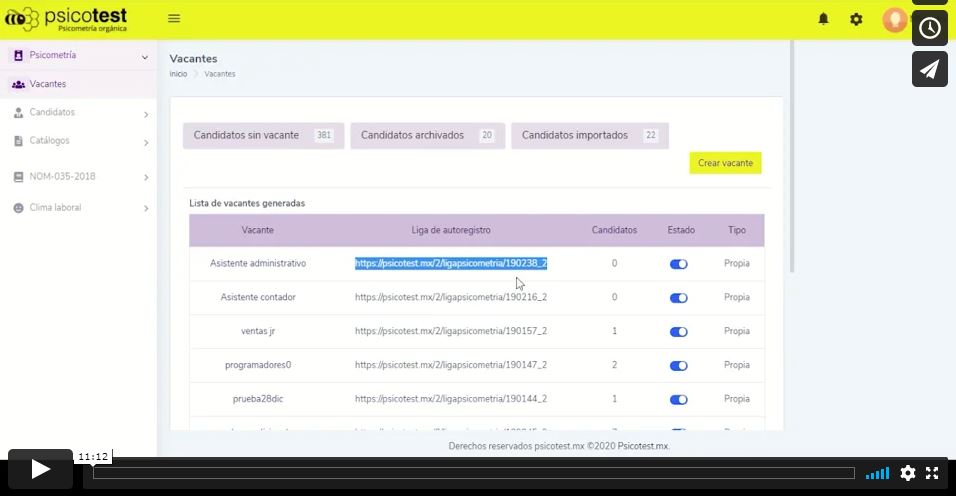 psicotest
Psicometría orgánica
Psicometría
Vacantes
Candidatos
Catálogos
NOM-035-2018
Clima laboral
Vacantes
Inicio > Vacantes
Candidatos sin vacante 381
Candidatos archivados 20
Candidatos importados 22
Crear vacante
Lista de vacantes generadas
Vacante Liga de autoregistro Candidatos Estado Tipo
Asistente administrativo https://psicotest.mx/2/ligapsicometria/190238_2 0 Propia
Asistente contador https://psicotest.mx/2/ligapsicometria/190216_2 0 Propia
ventas jr https://psicotest.mx/2/ligapsicometria/190157_2 1 Propia
programadores0 https://psicotest.mx/2/ligapsicometria/190147_2 2 Propia
prueba28dic https://psicotest.mx/2/ligapsicometria/190144_2 1 Propia
Derechos reservados psicotest.mx ©2020 Psicotest.mx.
11:12